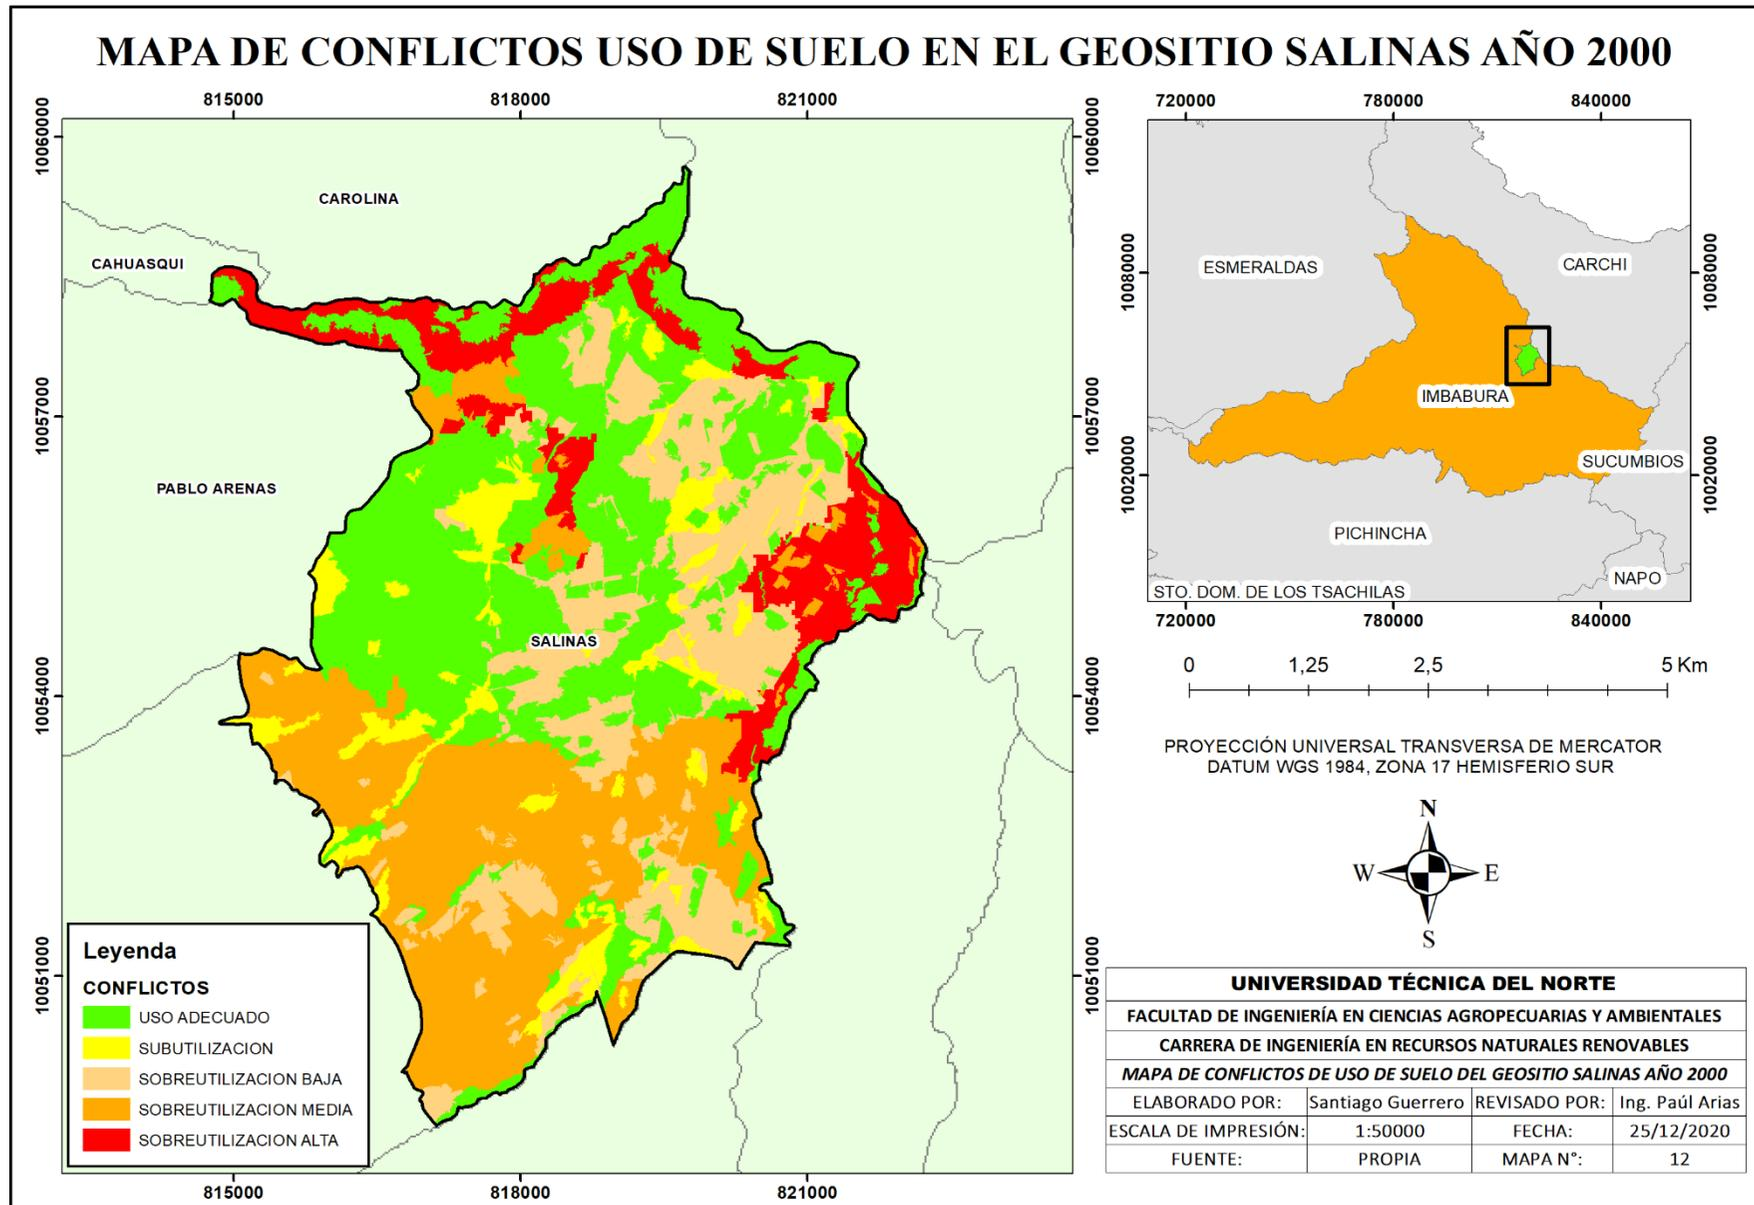 MAPA DE CONFLICTOS USO DE SUELO EN EL GEOSITIO SALINAS AÑO 2000
815000 818000 821000
10060000
10057000
10054000
10051000
CAROLINA
CAHUASQUI
PABLO ARENAS
SALINAS
10060000
10057000
10054000
10051000
815000 818000 821000
Leyenda
CONFLICTOS
USO ADECUADO
SUBUTILIZACION
SOBREUTILIZACION BAJA
SOBREUTILIZACION MEDIA
SOBREUTILIZACION ALTA
720000 780000 840000
10080000
10020000
ESMERALDAS
CARCHI
IMBABURA
SUCUMBIOS
PICHINCHA
NAPO
STO. DOM. DE LOS TSACHILAS
10080000
10020000
720000 780000 840000
0 1,25 2,5 5 Km
PROYECCIÓN UNIVERSAL TRANSVERSA DE MERCATOR
DATUM WGS 1984, ZONA 17 HEMISFERIO SUR
N
W E
S
UNIVERSIDAD TÉCNICA DEL NORTE
FACULTAD DE INGENIERÍA EN CIENCIAS AGROPECUARIAS Y AMBIENTALES
CARRERA DE INGENIERÍA EN RECURSOS NATURALES RENOVABLES
MAPA DE CONFLICTOS DE USO DE SUELO DEL GEOSITIO SALINAS AÑO 2000
ELABORADO POR: Santiago Guerrero REVISADO POR: Ing. Paúl Arias
ESCALA DE IMPRESIÓN: 1:50000 FECHA: 25/12/2020
FUENTE: PROPIA MAPA N°: 12